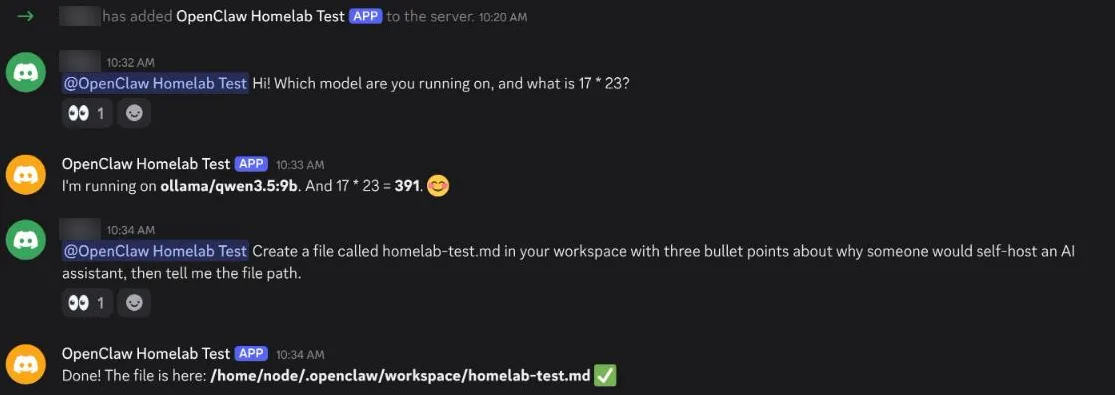 has added OpenClaw Homelab Test APP to the server. 10:20 AM
10:32 AM
@OpenClaw Homelab Test Hi! Which model are you running on, and what is 17 * 23?
👀 1
OpenClaw Homelab Test APP 10:33 AM
I'm running on ollama/qwen3.5:9b. And 17 * 23 = 391. 😊
10:34 AM
@OpenClaw Homelab Test Create a file called homelab-test.md in your workspace with three bullet points about why someone would self-host an AI
assistant, then tell me the file path.
👀 1
OpenClaw Homelab Test APP 10:34 AM
Done! The file is here: /home/node/.openclaw/workspace/homelab-test.md ✅